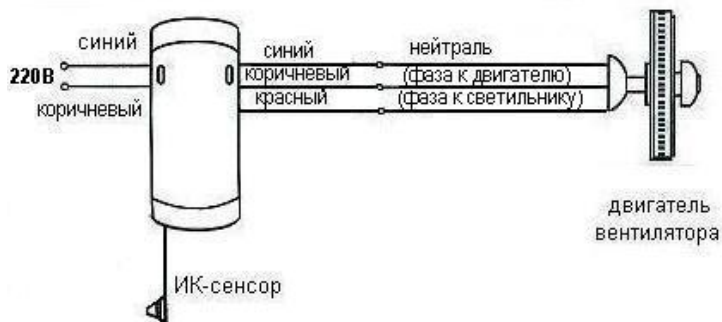 синий
220В
коричневый
синий
коричневый
красный
нейтраль
(фаза к двигателю)
(фаза к светильнику)
двигатель
вентилятора
ИК-сенсор